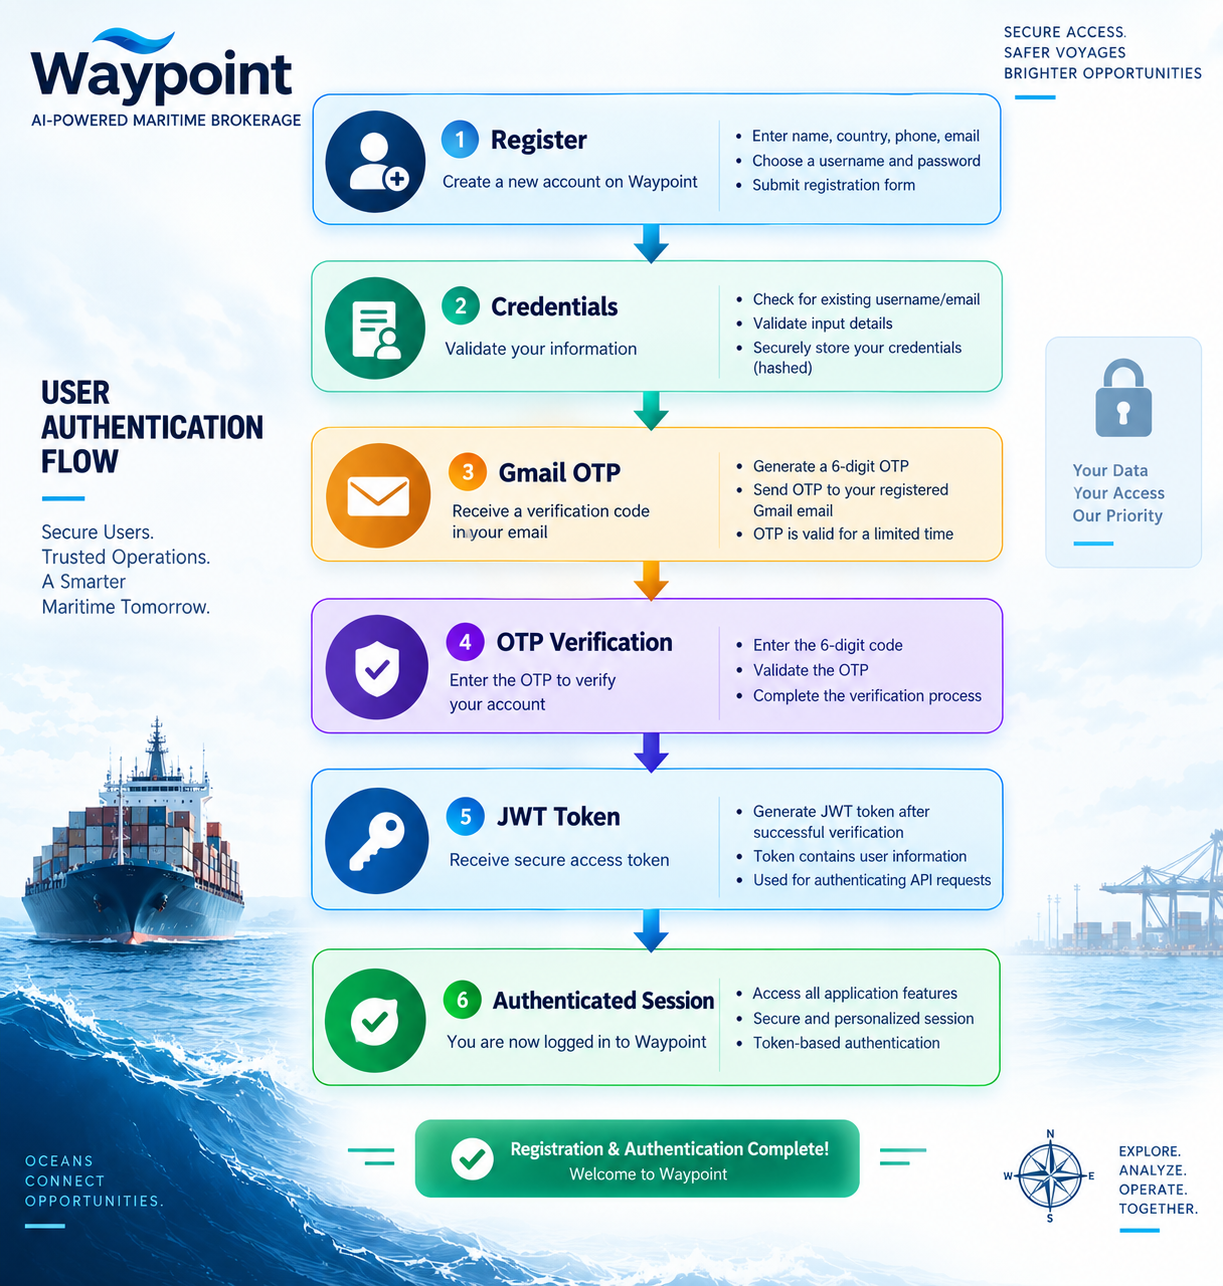 Waypoint
AI-POWERED MARITIME BROKERAGE
SECURE ACCESS.
SAFER VOYAGES
BRIGHTER OPPORTUNITIES
1 Register
Create a new account on Waypoint
• Enter name, country, phone, email
• Choose a username and password
• Submit registration form
2 Credentials
Validate your information
• Check for existing username/email
• Validate input details
• Securely store your credentials
(hashed)
USER
AUTHENTICATION
FLOW
Secure Users.
Trusted Operations.
A Smarter
Maritime Tomorrow.
3 Gmail OTP
Receive a verification code
in your email
• Generate a 6-digit OTP
• Send OTP to your registered
Gmail email
• OTP is valid for a limited time
Your Data
Your Access
Our Priority
4 OTP Verification
Enter the OTP to verify
your account
• Enter the 6-digit code
• Validate the OTP
• Complete the verification process
5 JWT Token
Receive secure access token
• Generate JWT token after
successful verification
• Token contains user information
• Used for authenticating API requests
6 Authenticated Session
You are now logged in to Waypoint
• Access all application features
• Secure and personalized session
• Token-based authentication
Registration & Authentication Complete!
Welcome to Waypoint
OCEANS
CONNECT
OPPORTUNITIES.
N
W E
S
EXPLORE.
ANALYZE.
OPERATE.
TOGETHER.